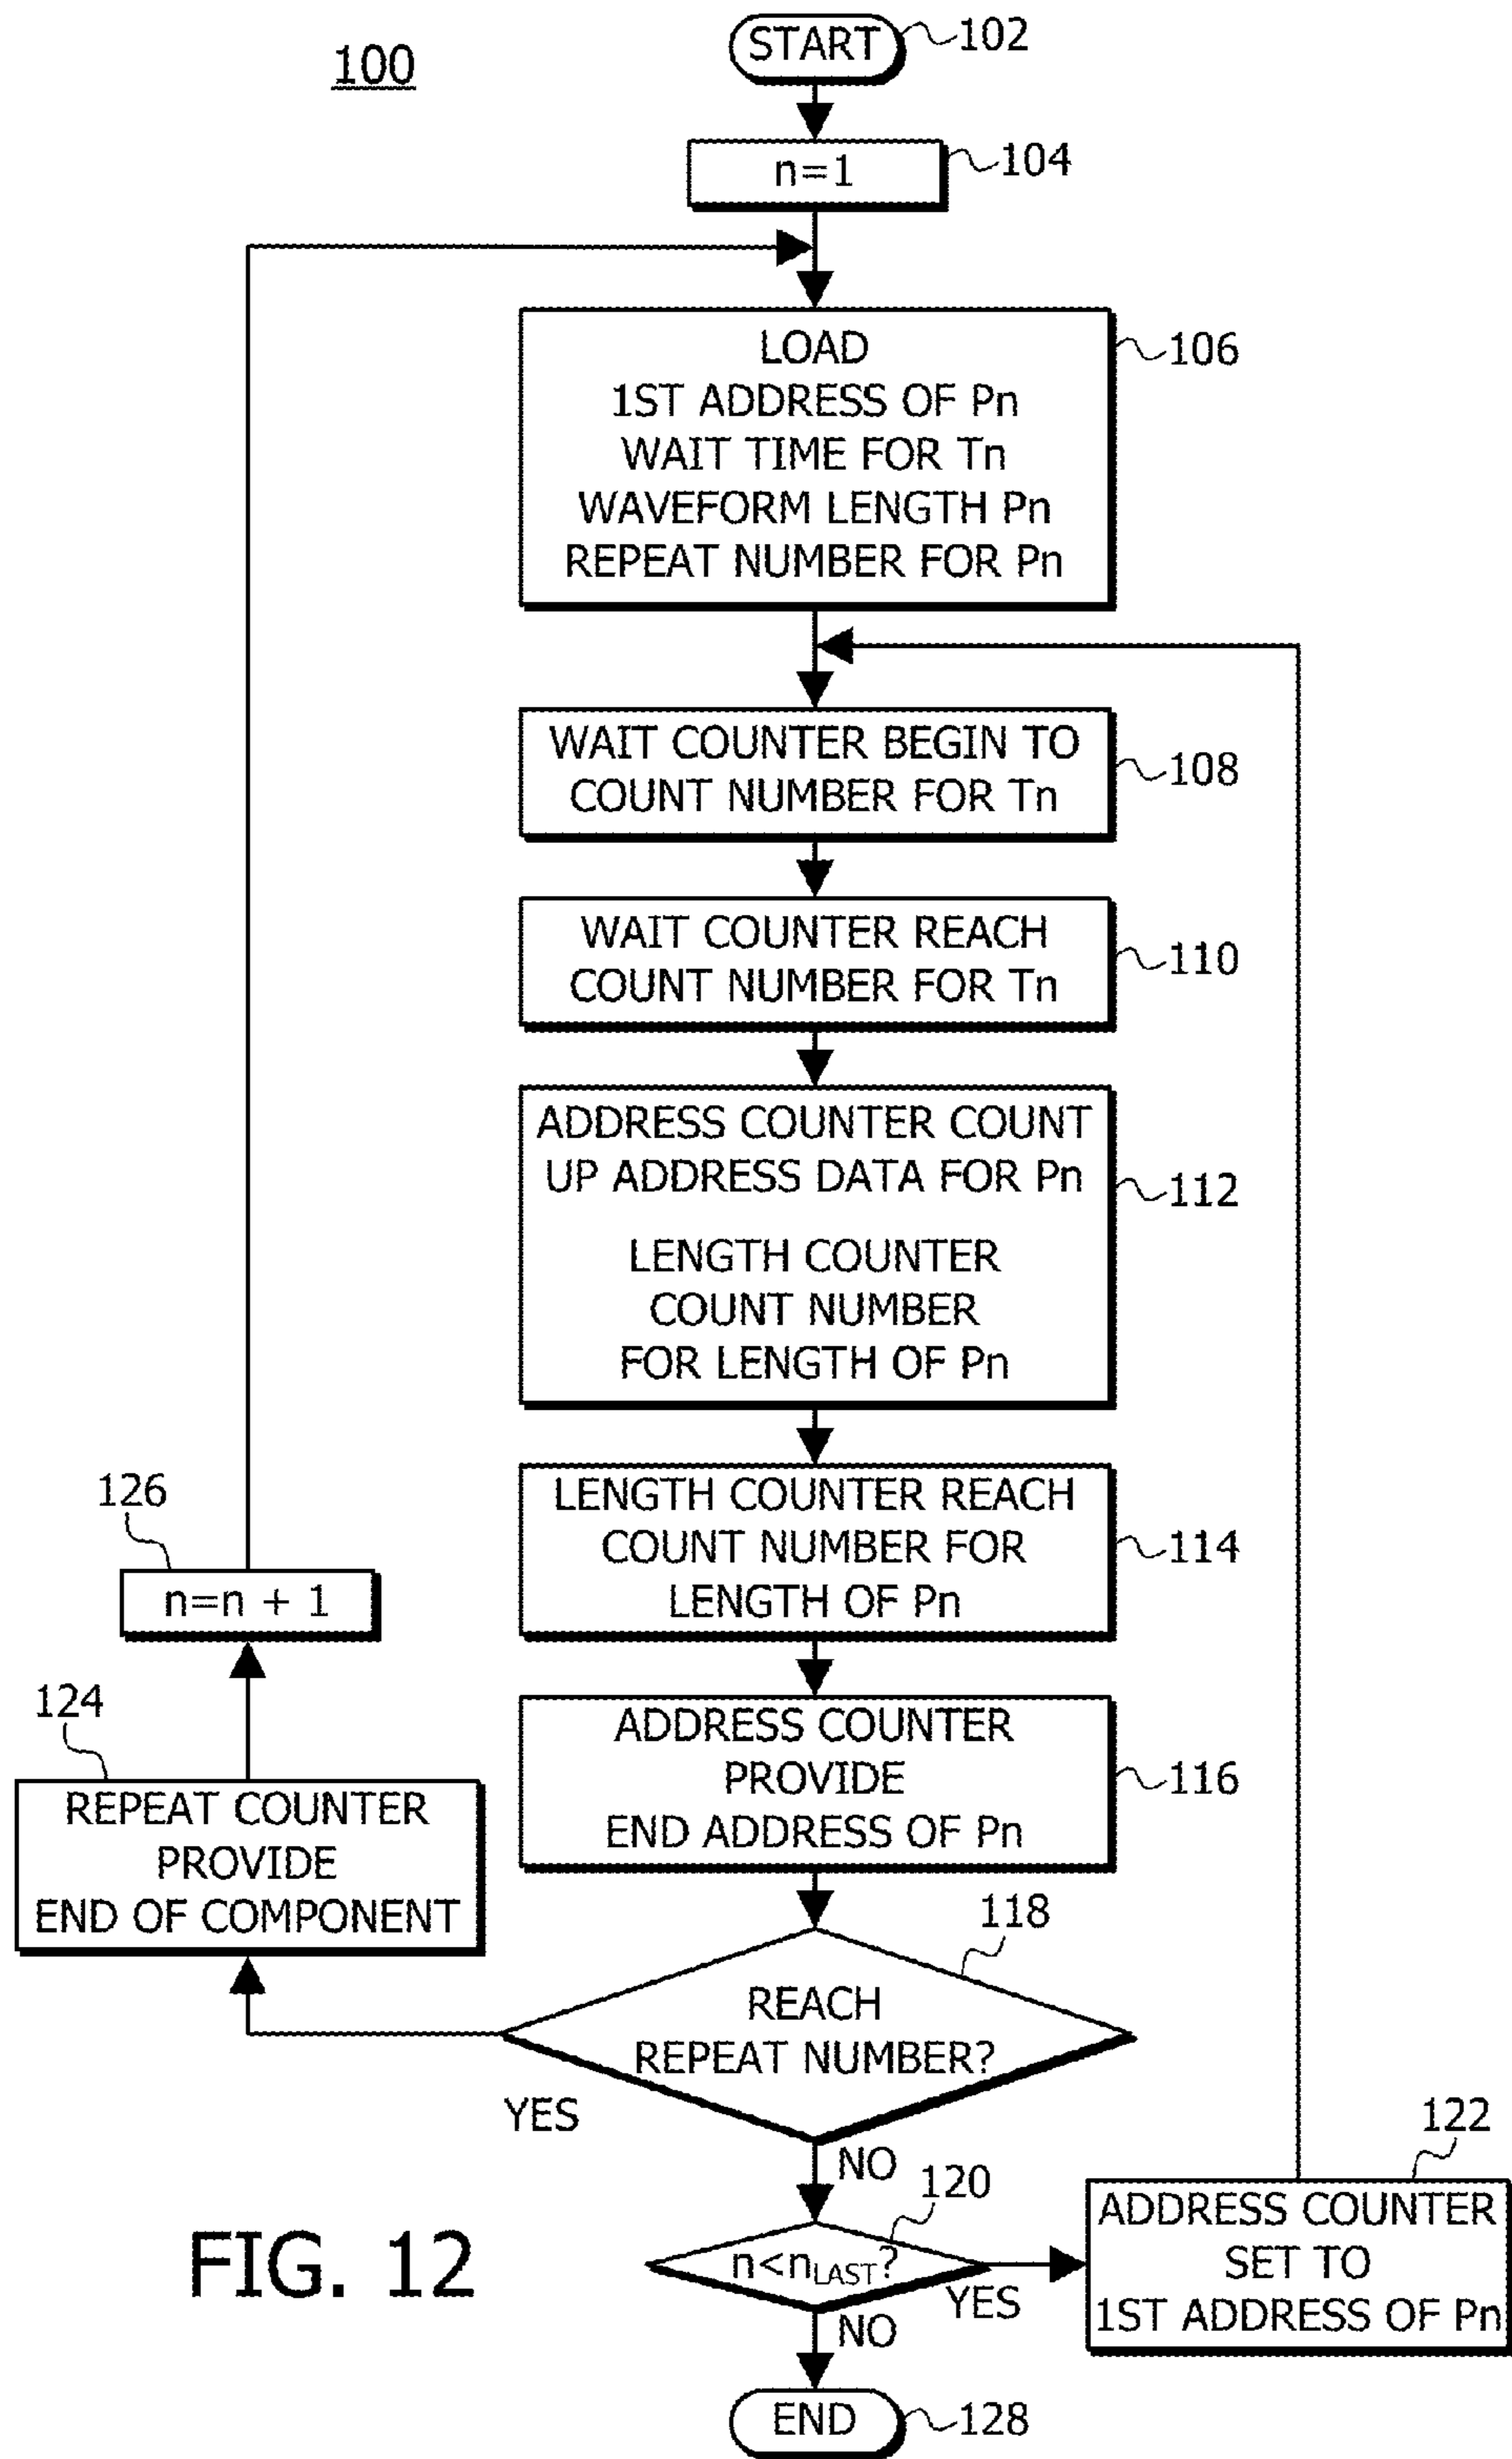 100
START
102
n=1
104
LOAD
1ST ADDRESS OF Pn
WAIT TIME FOR Tn
WAVEFORM LENGTH Pn
REPEAT NUMBER FOR Pn
106
WAIT COUNTER BEGIN TO
COUNT NUMBER FOR Tn
108
WAIT COUNTER REACH
COUNT NUMBER FOR Tn
110
ADDRESS COUNTER COUNT
UP ADDRESS DATA FOR Pn
LENGTH COUNTER
COUNT NUMBER
FOR LENGTH OF Pn
112
LENGTH COUNTER REACH
COUNT NUMBER FOR
LENGTH OF Pn
114
126
n=n + 1
ADDRESS COUNTER
PROVIDE
END ADDRESS OF Pn
116
124
REPEAT COUNTER
PROVIDE
END OF COMPONENT
118
REACH
REPEAT NUMBER?
YES
NO
120
n<nLAST?
YES
NO
122
ADDRESS COUNTER
SET TO
1ST ADDRESS OF Pn
END
128
FIG. 12